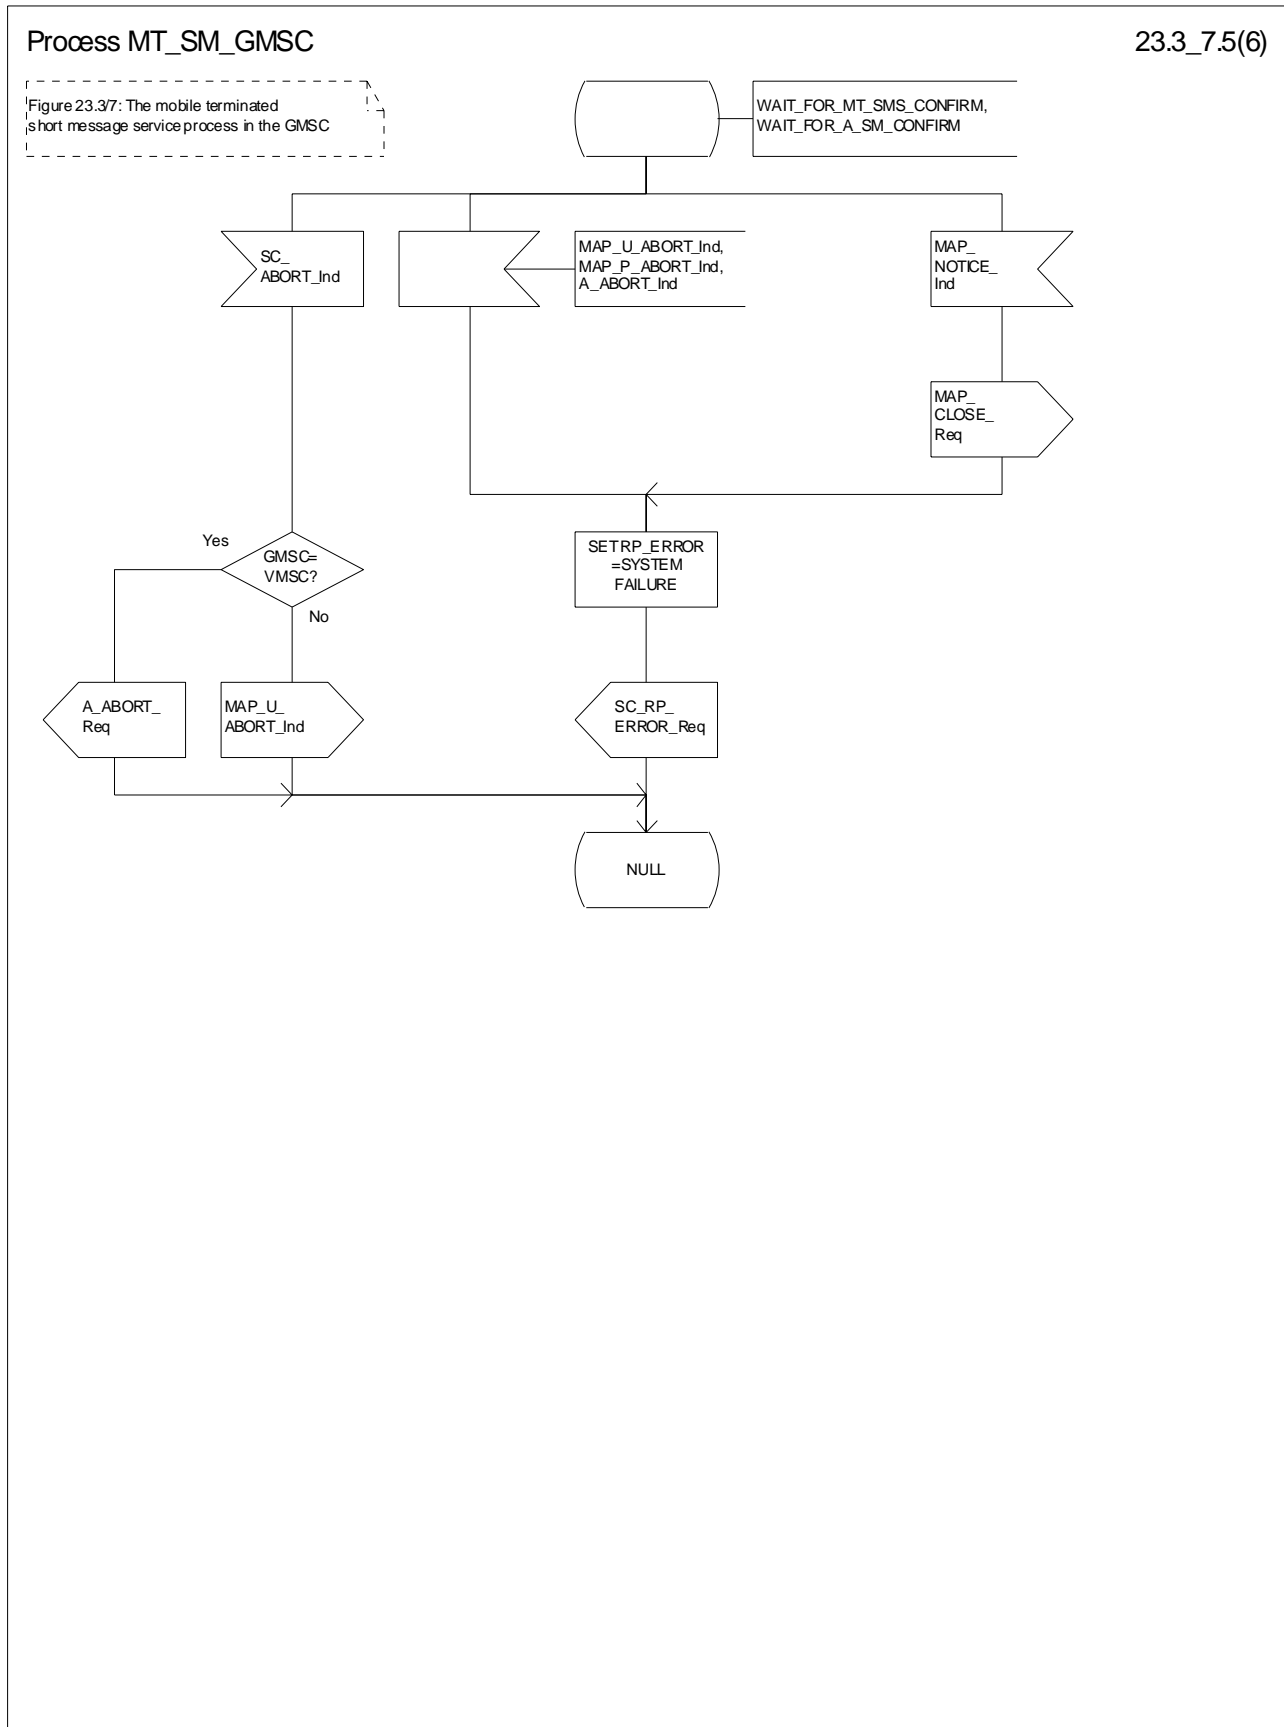 Process MT_SM_GMSC
23.3_7.5(6)
Figure 23.3/7: The mobile terminated
short message service process in the GMSC
WAIT_FOR_MT_SMS_CONFIRM,
WAIT_FOR_A_SM_CONFIRM
SC_
ABORT_Ind
MAP_U_ABORT_Ind,
MAP_P_ABORT_Ind,
A_ABORT_Ind
MAP_
NOTICE_
Ind
MAP_
CLOSE_
Req
Yes
GMSC=
VMSC?
No
SET RP_ERROR
=SYSTEM
FAILURE
A_ABORT_
Req
MAP_U_
ABORT_Ind
SC_RP_
ERROR_Req
NULL